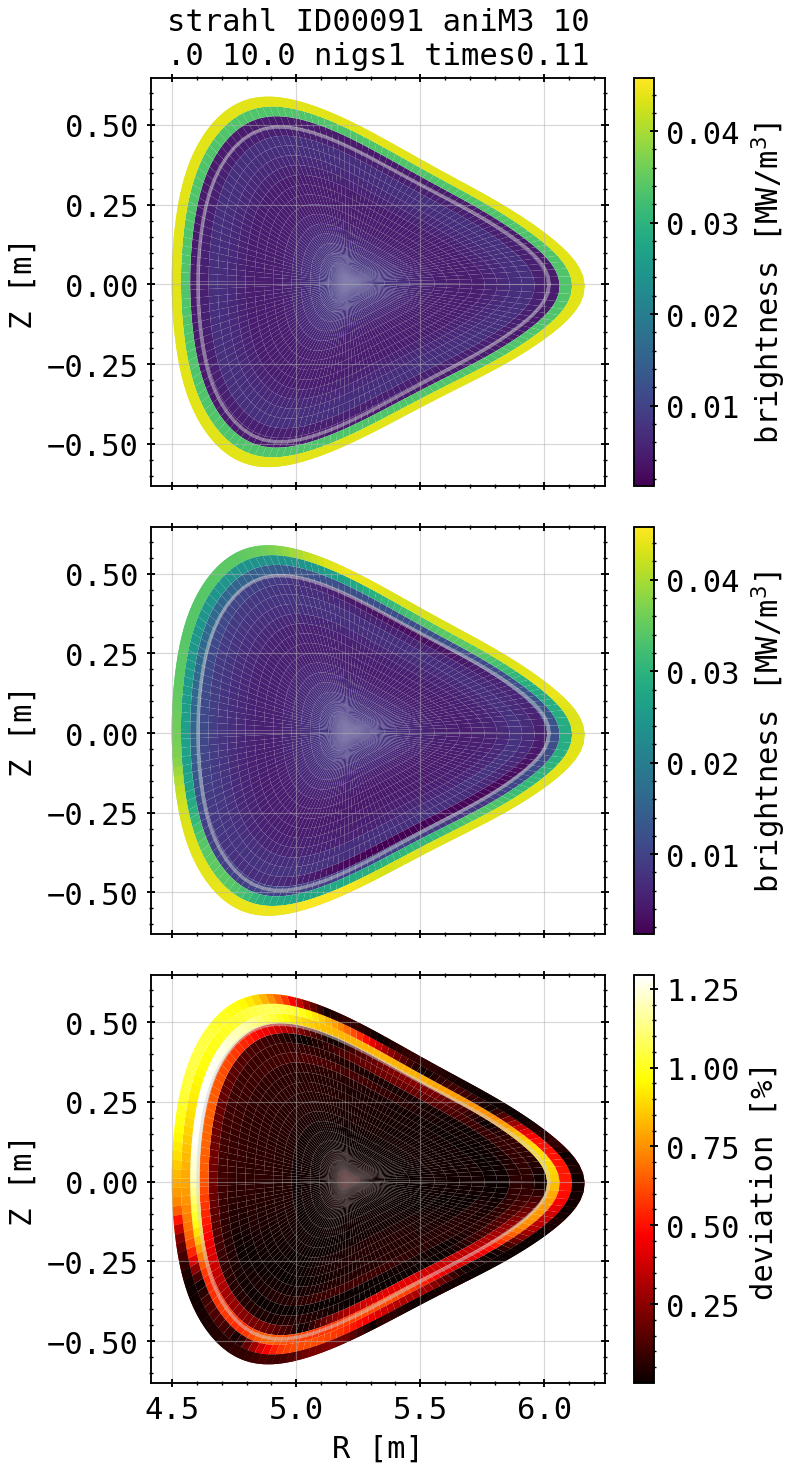 strahl ID00091 aniM3 10
.0 10.0 nigs1 times0.11
0.50
0.25
0.00
−0.25
−0.50
Z [m]
0.04
0.03
0.02
0.01
brightness [MW/m³]
0.50
0.25
0.00
−0.25
−0.50
Z [m]
0.04
0.03
0.02
0.01
brightness [MW/m³]
0.50
0.25
0.00
−0.25
−0.50
Z [m]
1.25
1.00
0.75
0.50
0.25
deviation [%]
4.5 5.0 5.5 6.0
R [m]